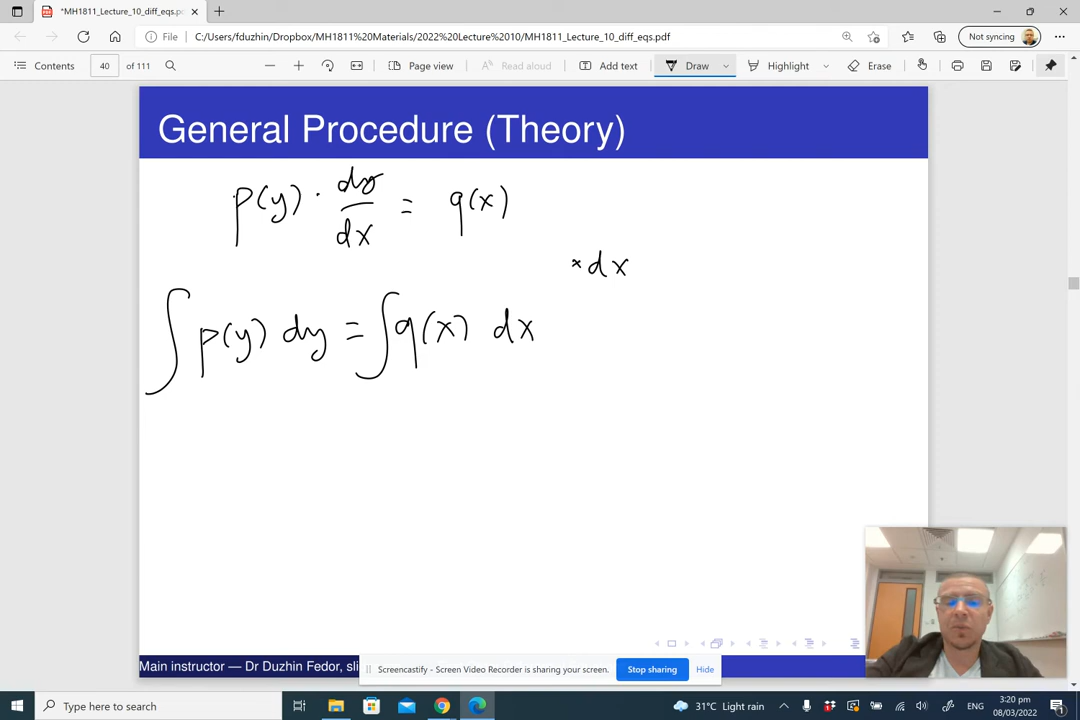 *MH1811_Lecture_10_diff_eqs.pd
File C:/Users/fduzhin/Dropbox/MH1811%20Materials/2022%20Lecture%2010/MH1811_Lecture_10_diff_eqs.pdf Not syncing
Contents 40 of 111 Page view Read aloud Add text Draw Highlight Erase
General Procedure (Theory)
p(y) · dy/dx = q(x)
*dx
∫ p(y) dy = ∫ q(x) dx
Main instructor — Dr Duzhin Fedor, sli
Screencastify - Screen Video Recorder is sharing your screen. Stop sharing Hide
Type here to search 31°C Light rain ENG 3:20 pm
08/03/2022 1